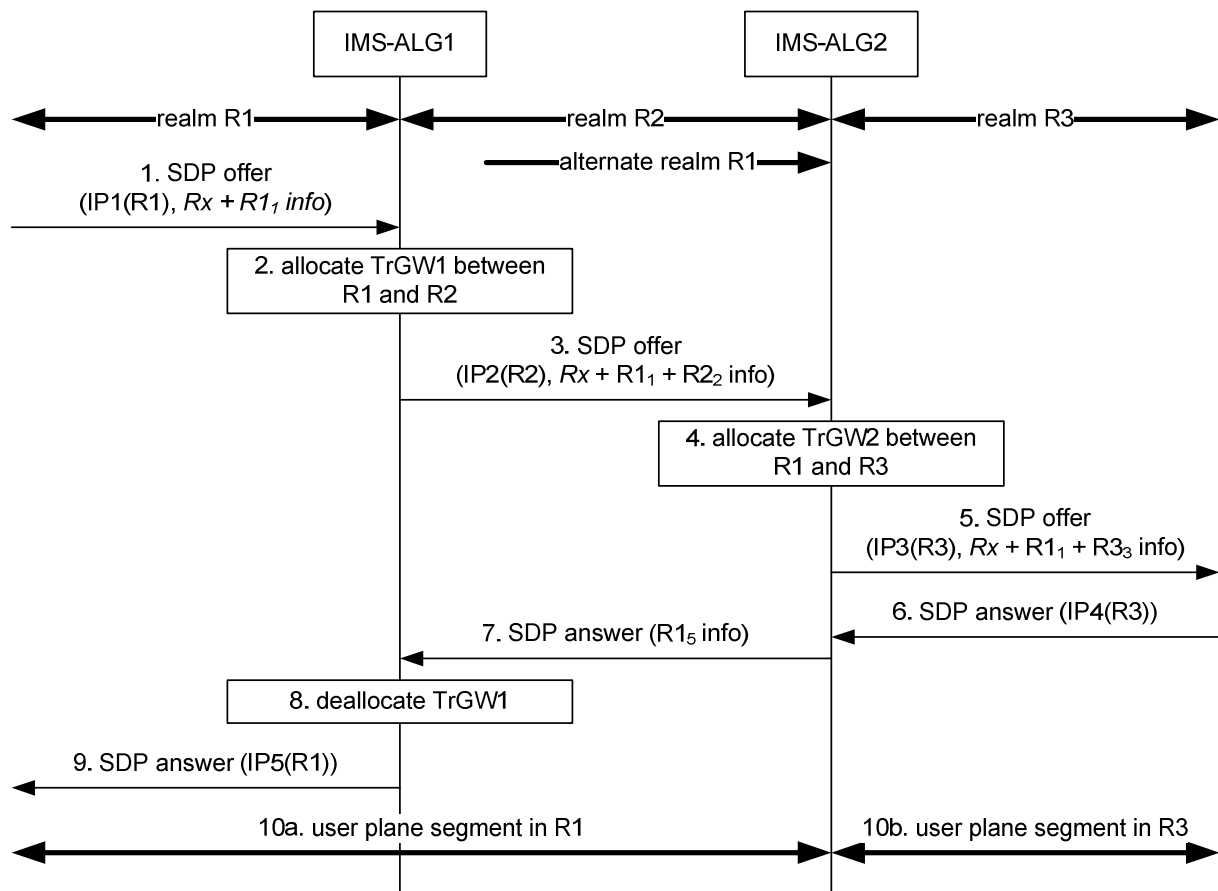 IMS-ALG1
IMS-ALG2
realm R1
realm R2
realm R3
alternate realm R1
1. SDP offer
(IP1(R1), Rx + R1₁ info)
2. allocate TrGW1 between
R1 and R2
3. SDP offer
(IP2(R2), Rx + R1₁ + R2₂ info)
4. allocate TrGW2 between
R1 and R3
5. SDP offer
(IP3(R3), Rx + R1₁ + R3₃ info)
6. SDP answer (IP4(R3))
7. SDP answer (R1₅ info)
8. deallocate TrGW1
9. SDP answer (IP5(R1))
10a. user plane segment in R1
10b. user plane segment in R3